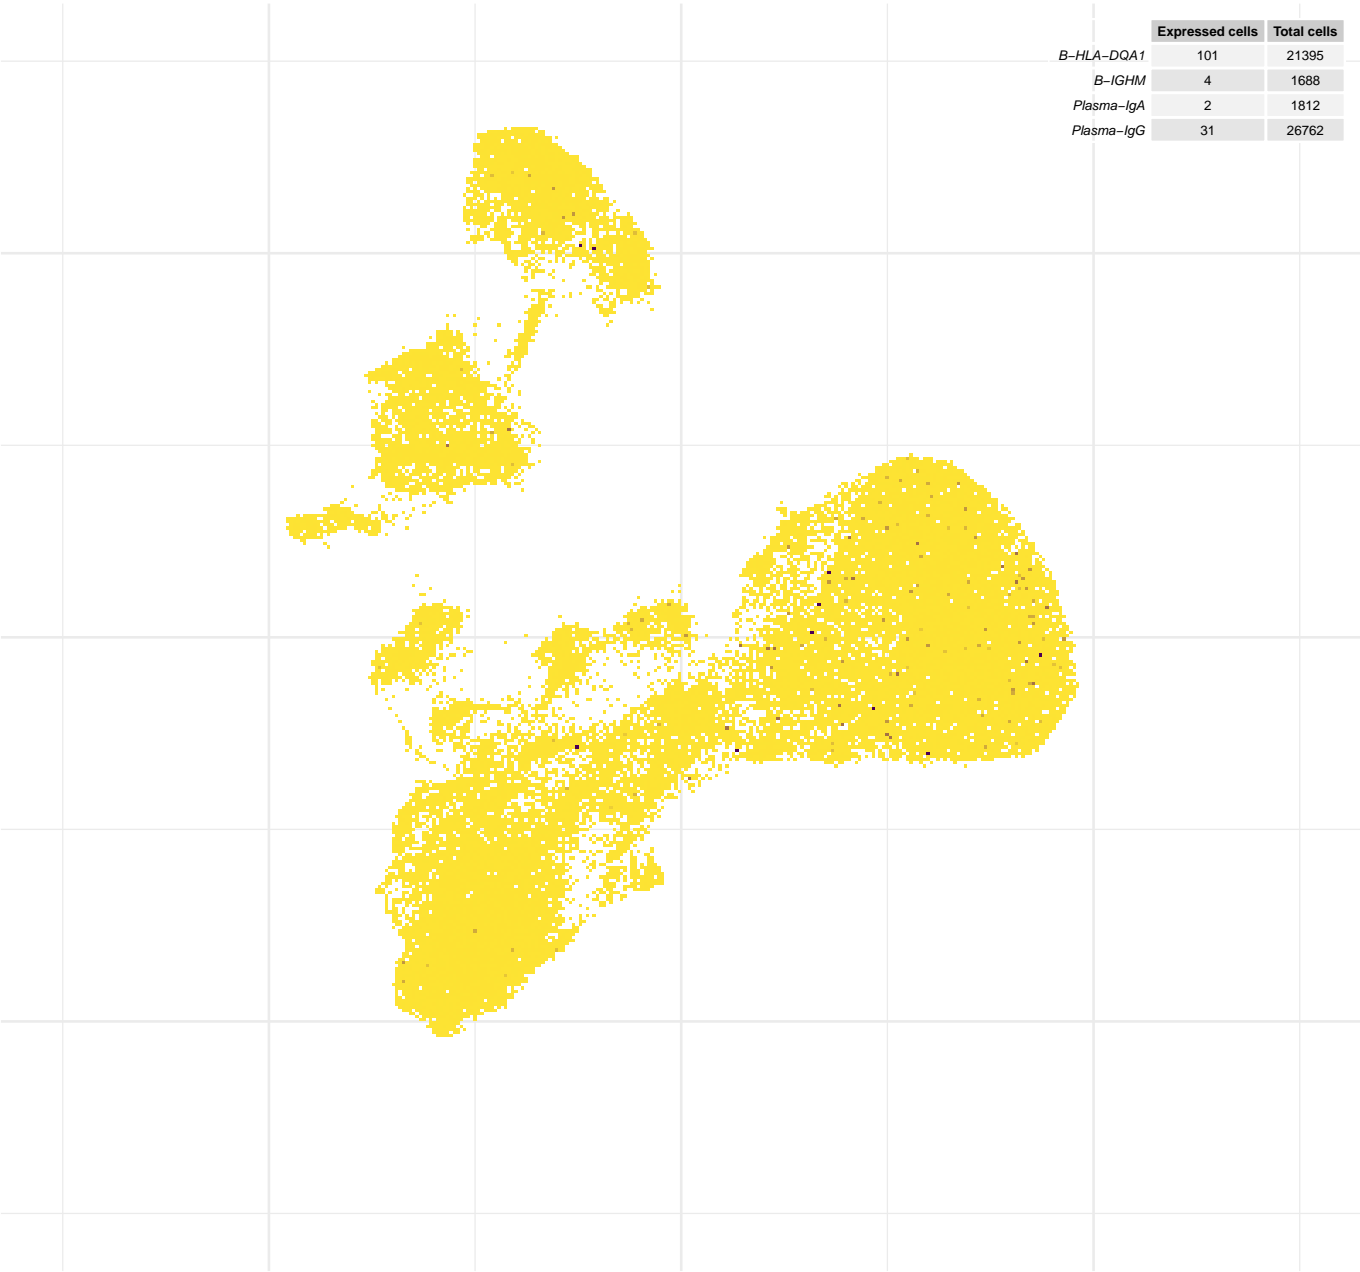 Expressed cells Total cells
B−HLA−DQA1 101 21395
B−IGHM 4 1688
Plasma−IgA 2 1812
Plasma−IgG 31 26762